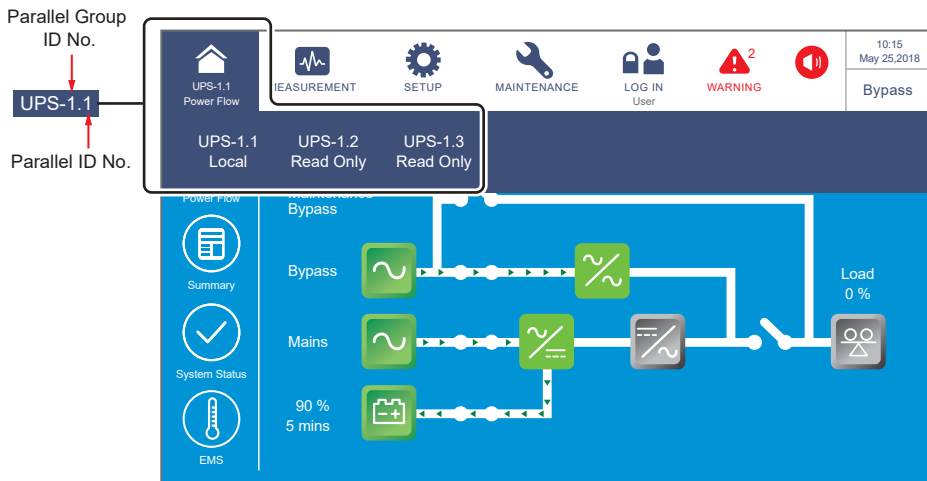 Parallel Group
ID No.
UPS-1.1
Parallel ID No.
UPS-1.1
Power Flow
MEASUREMENT
SETUP
MAINTENANCE
LOG IN
User
2
WARNING
10:15
May 25,2018
Bypass
UPS-1.1
Local
UPS-1.2
Read Only
UPS-1.3
Read Only
Power Flow
Summary
System Status
EMS
Maintenance
Bypass
Bypass
Mains
90 %
5 mins
Load
0 %